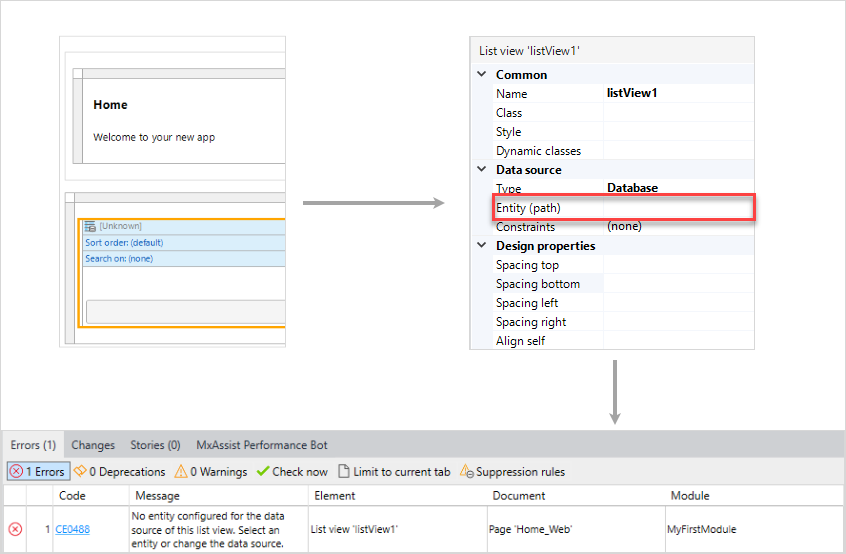 Home
Welcome to your new app
[Unknown]
Sort order: (default)
Search on: (none)
List view 'listView1'
Common
Name listView1
Class
Style
Dynamic classes
Data source
Type Database
Entity (path)
Constraints (none)
Design properties
Spacing top
Spacing bottom
Spacing left
Spacing right
Align self
Errors (1) Changes Stories (0) MxAssist Performance Bot
1 Errors 0 Deprecations 0 Warnings Check now Limit to current tab Suppression rules
Code Message Element Document Module
No entity configured for the data
1 CE0488 source of this list view. Select an List view 'listView1' Page 'Home_Web' MyFirstModule
entity or change the data source.